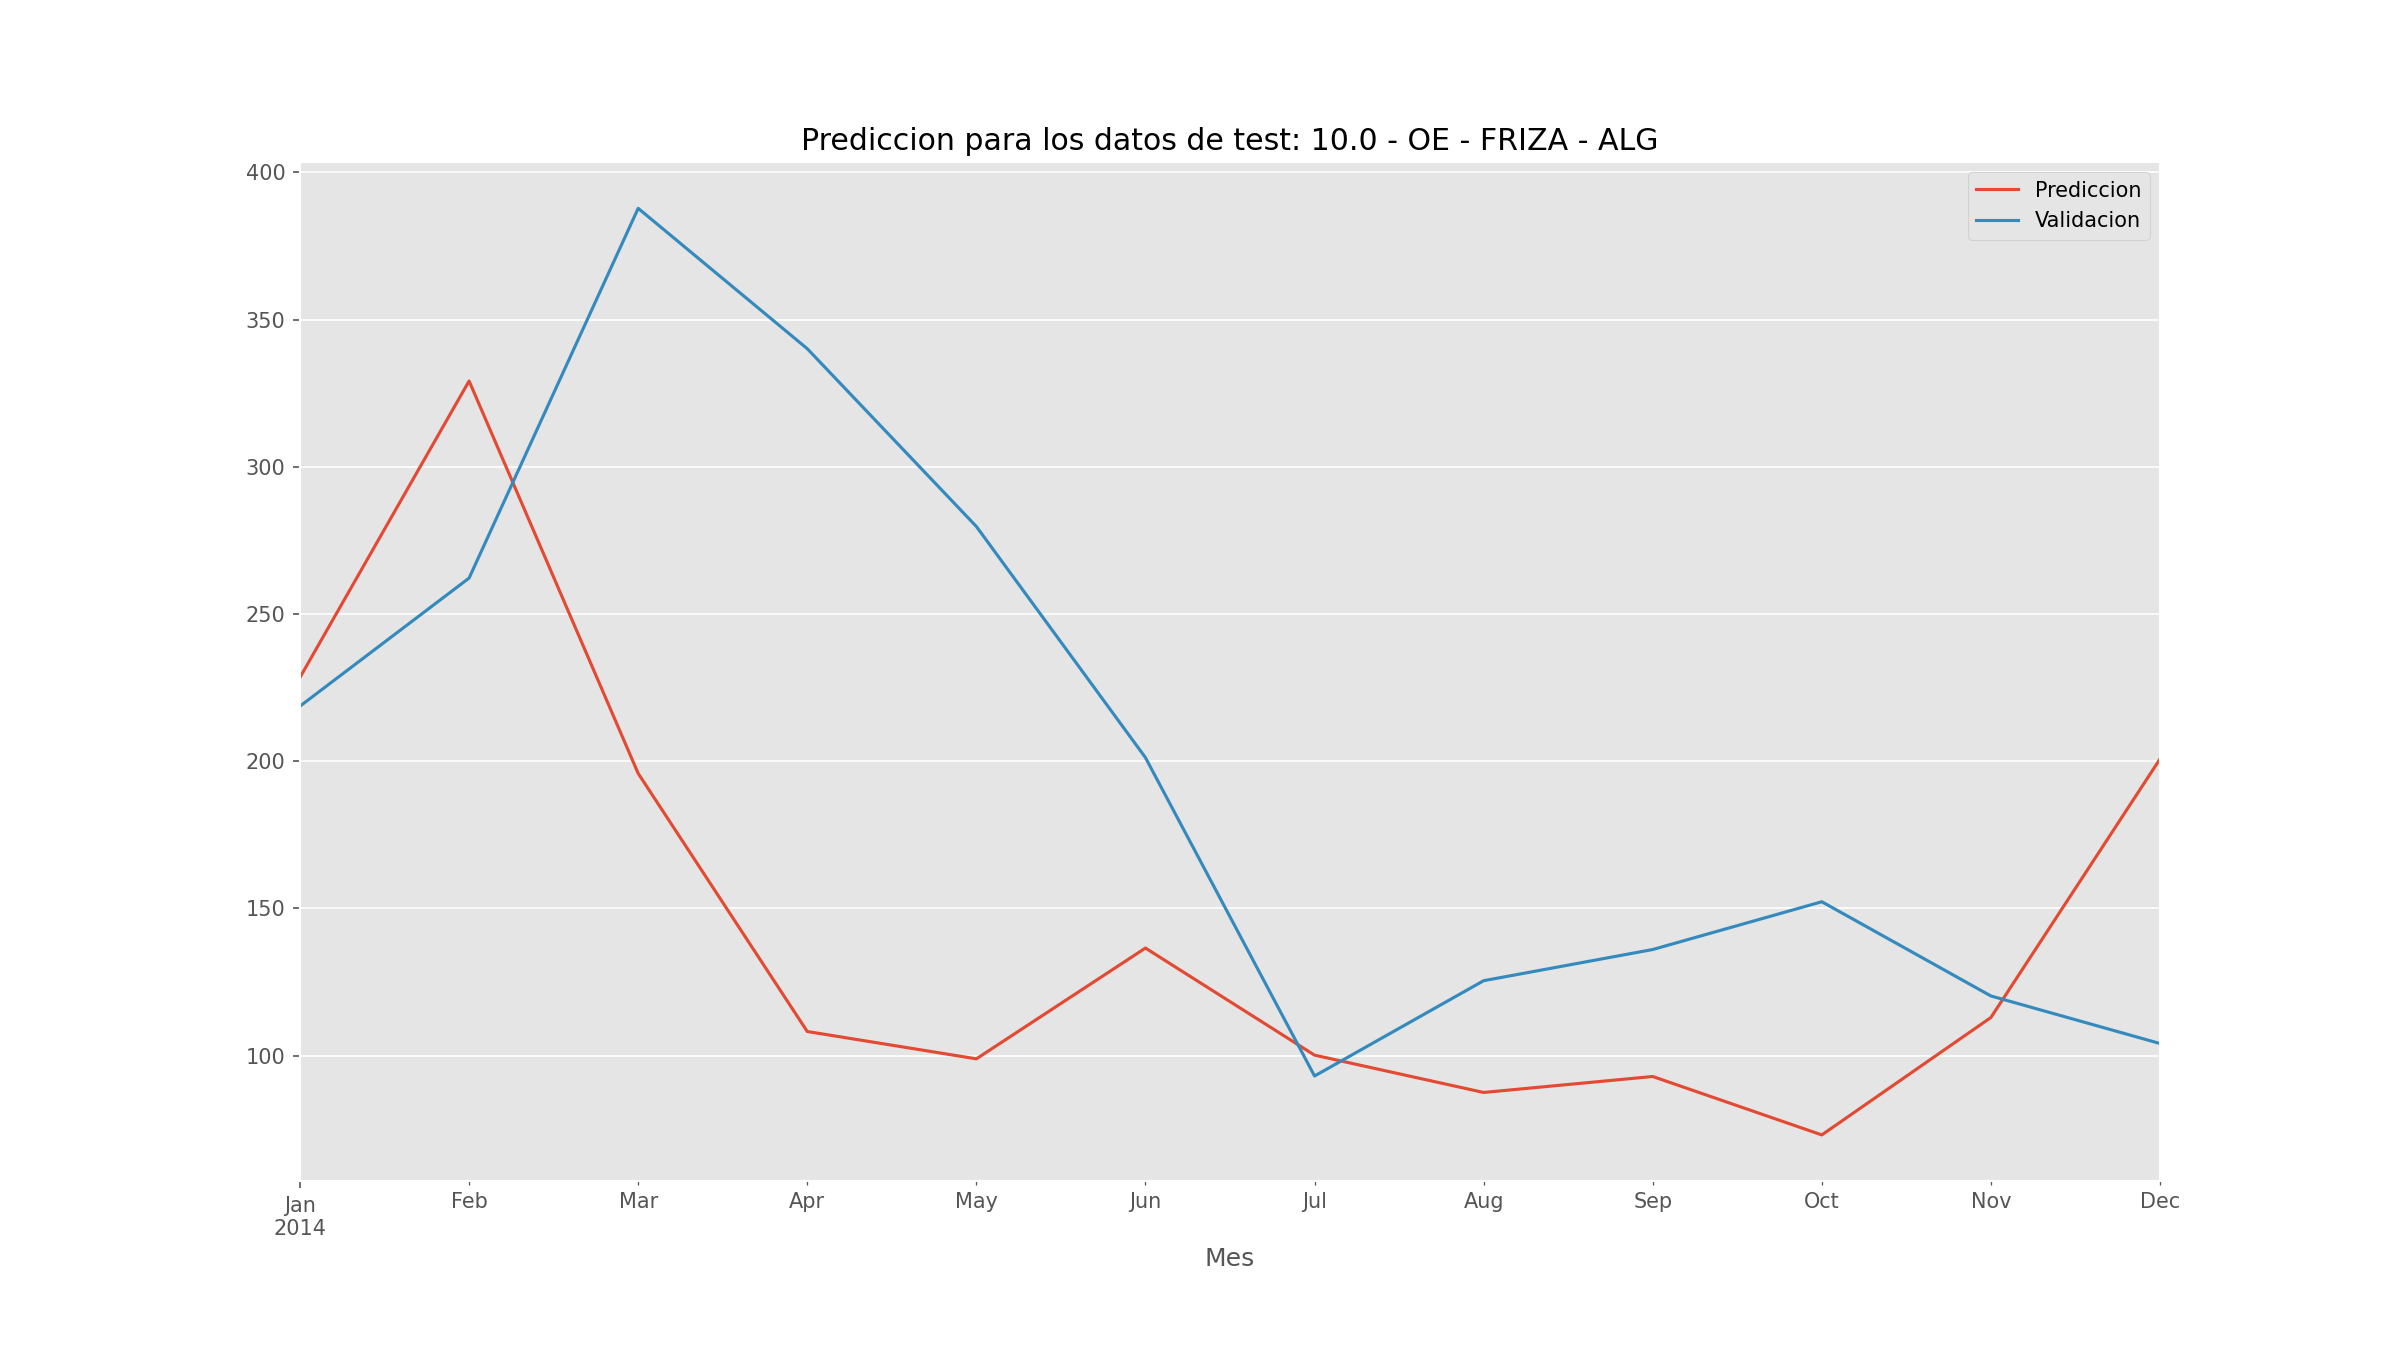 Prediccion para los datos de test: 10.0 - OE - FRIZA - ALG
Prediccion
Validacion
400
350
300
250
200
150
100
Jan Feb Mar Apr May Jun Jul Aug Sep Oct Nov Dec
2014
Mes